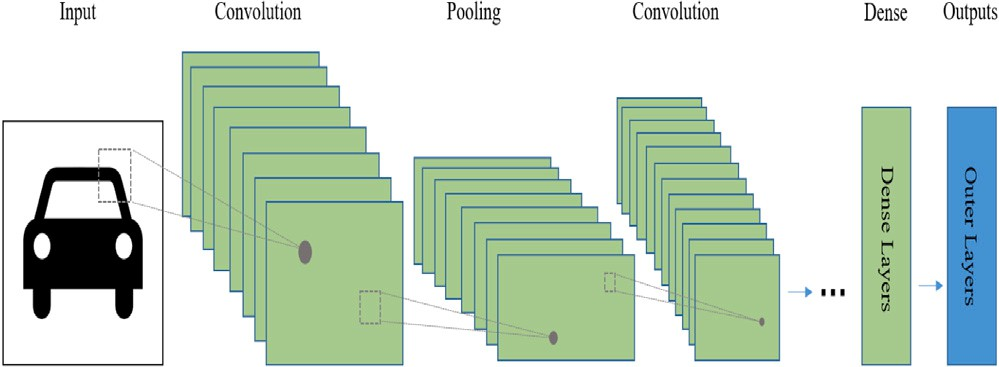 Input
Convolution
Pooling
Convolution
Dense
Outputs
Dense Layers
Outer Layers